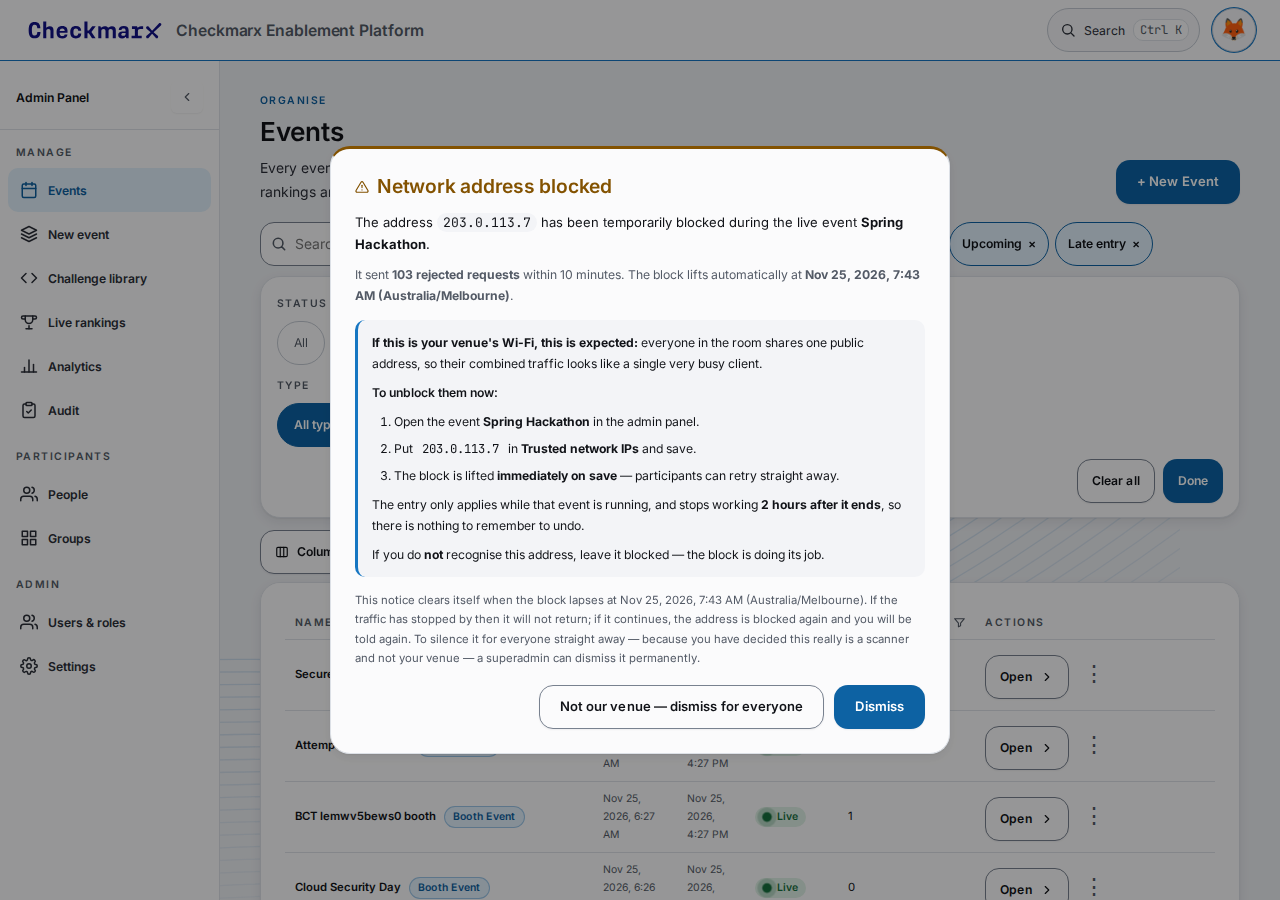 Checkmarx Checkmarx Enablement Platform Search Ctrl K
Admin Panel
MANAGE
Events
New event
Challenge library
Live rankings
Analytics
Audit
PARTICIPANTS
People
Groups
ADMIN
Users & roles
Settings
ORGANISE
Events
Every
rankings
+ New Event
Upcoming ×
Late entry ×
STATUS
All
TYPE
Clear all
Done
NAME
ACTIONS
Open
Open
AM
4:27 PM
BCT lemwv5bews0 booth Booth Event
Nov 25,
2026, 6:27
AM
Nov 25,
2026,
4:27 PM
Live
1
Open
Cloud Security Day Booth Event
Nov 25,
2026, 6:26
Nov 25,
2026,
Live
0
Open
Network address blocked
The address 203.0.113.7 has been temporarily blocked during the live event Spring
Hackathon.
It sent 103 rejected requests within 10 minutes. The block lifts automatically at Nov 25, 2026, 7:43
AM (Australia/Melbourne).
If this is your venue's Wi-Fi, this is expected: everyone in the room shares one public
address, so their combined traffic looks like a single very busy client.
To unblock them now:
1. Open the event Spring Hackathon in the admin panel.
2. Put 203.0.113.7 in Trusted network IPs and save.
3. The block is lifted immediately on save — participants can retry straight away.
The entry only applies while that event is running, and stops working 2 hours after it ends, so
there is nothing to remember to undo.
If you do not recognise this address, leave it blocked — the block is doing its job.
This notice clears itself when the block lapses at Nov 25, 2026, 7:43 AM (Australia/Melbourne). If the
traffic has stopped by then it will not return; if it continues, the address is blocked again and you will be
told again. To silence it for everyone straight away — because you have decided this really is a scanner
and not your venue — a superadmin can dismiss it permanently.
Not our venue — dismiss for everyone
Dismiss